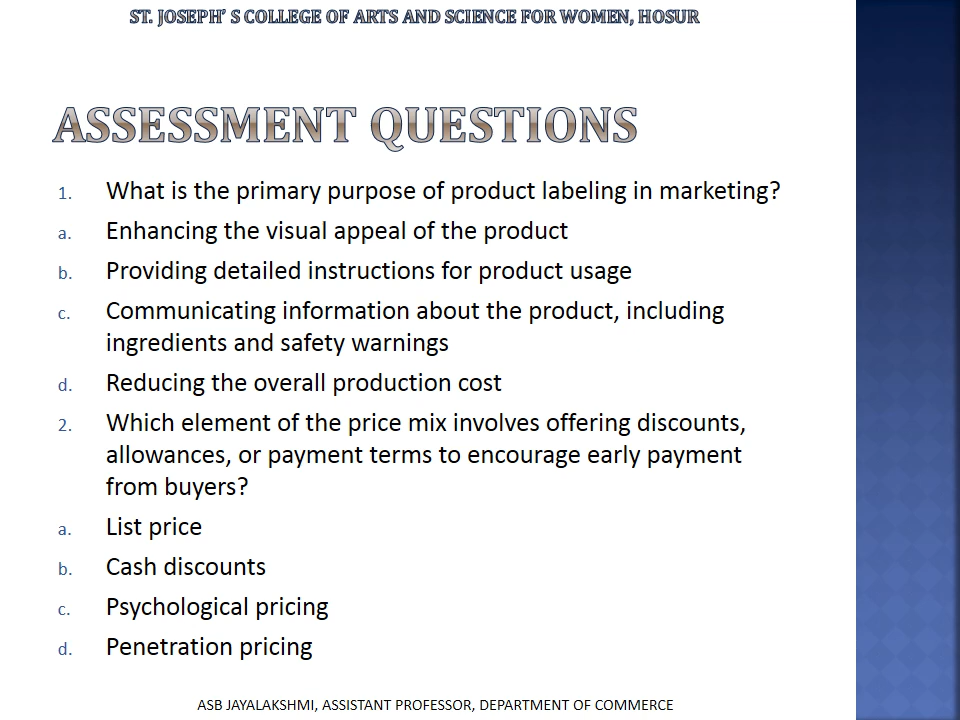 ST. JOSEPH' S COLLEGE OF ARTS AND SCIENCE FOR WOMEN, HOSUR
ASSESSMENT QUESTIONS
1. What is the primary purpose of product labeling in marketing?
a. Enhancing the visual appeal of the product
b. Providing detailed instructions for product usage
c. Communicating information about the product, including
ingredients and safety warnings
d. Reducing the overall production cost
2. Which element of the price mix involves offering discounts,
allowances, or payment terms to encourage early payment
from buyers?
a. List price
b. Cash discounts
c. Psychological pricing
d. Penetration pricing
ASB JAYALAKSHMI, ASSISTANT PROFESSOR, DEPARTMENT OF COMMERCE